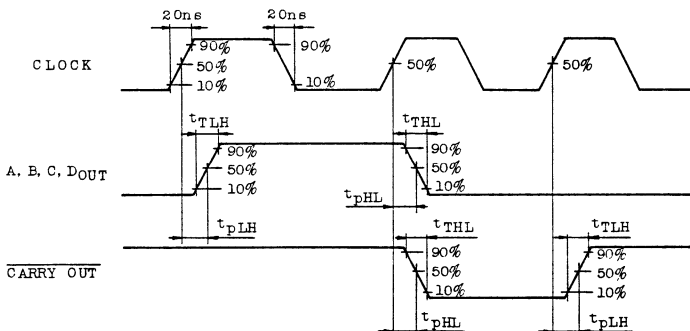 20ns 20ns
90% 90%
CLOCK 50% 50% 50%
10% 10%
tTLH tTHL
90% 90%
A, B, C, DOUT 50% 50%
10% 10%
tpHL
tpLH tTHL tTLH
90% 90%
CARRY OUT 50% 50%
10% 10%
tpHL tpLH